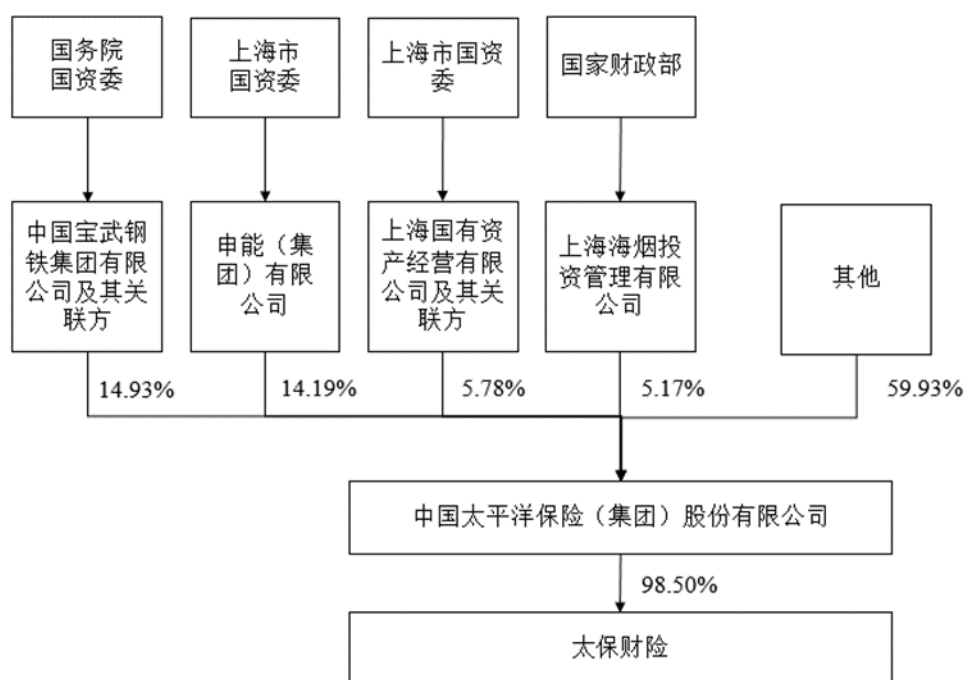 国务院
国资委
上海市
国资委
上海市国资
委
国家财政部
中国宝武钢
铁集团有限
公司及其关
联方
申能（集
团）有限
公司
上海国有资
产经营有限
公司及其关
联方
上海海烟投
资管理有限
公司
其他
14.93%
14.19%
5.78%
5.17%
59.93%
中国太平洋保险（集团）股份有限公司
98.50%
太保财险